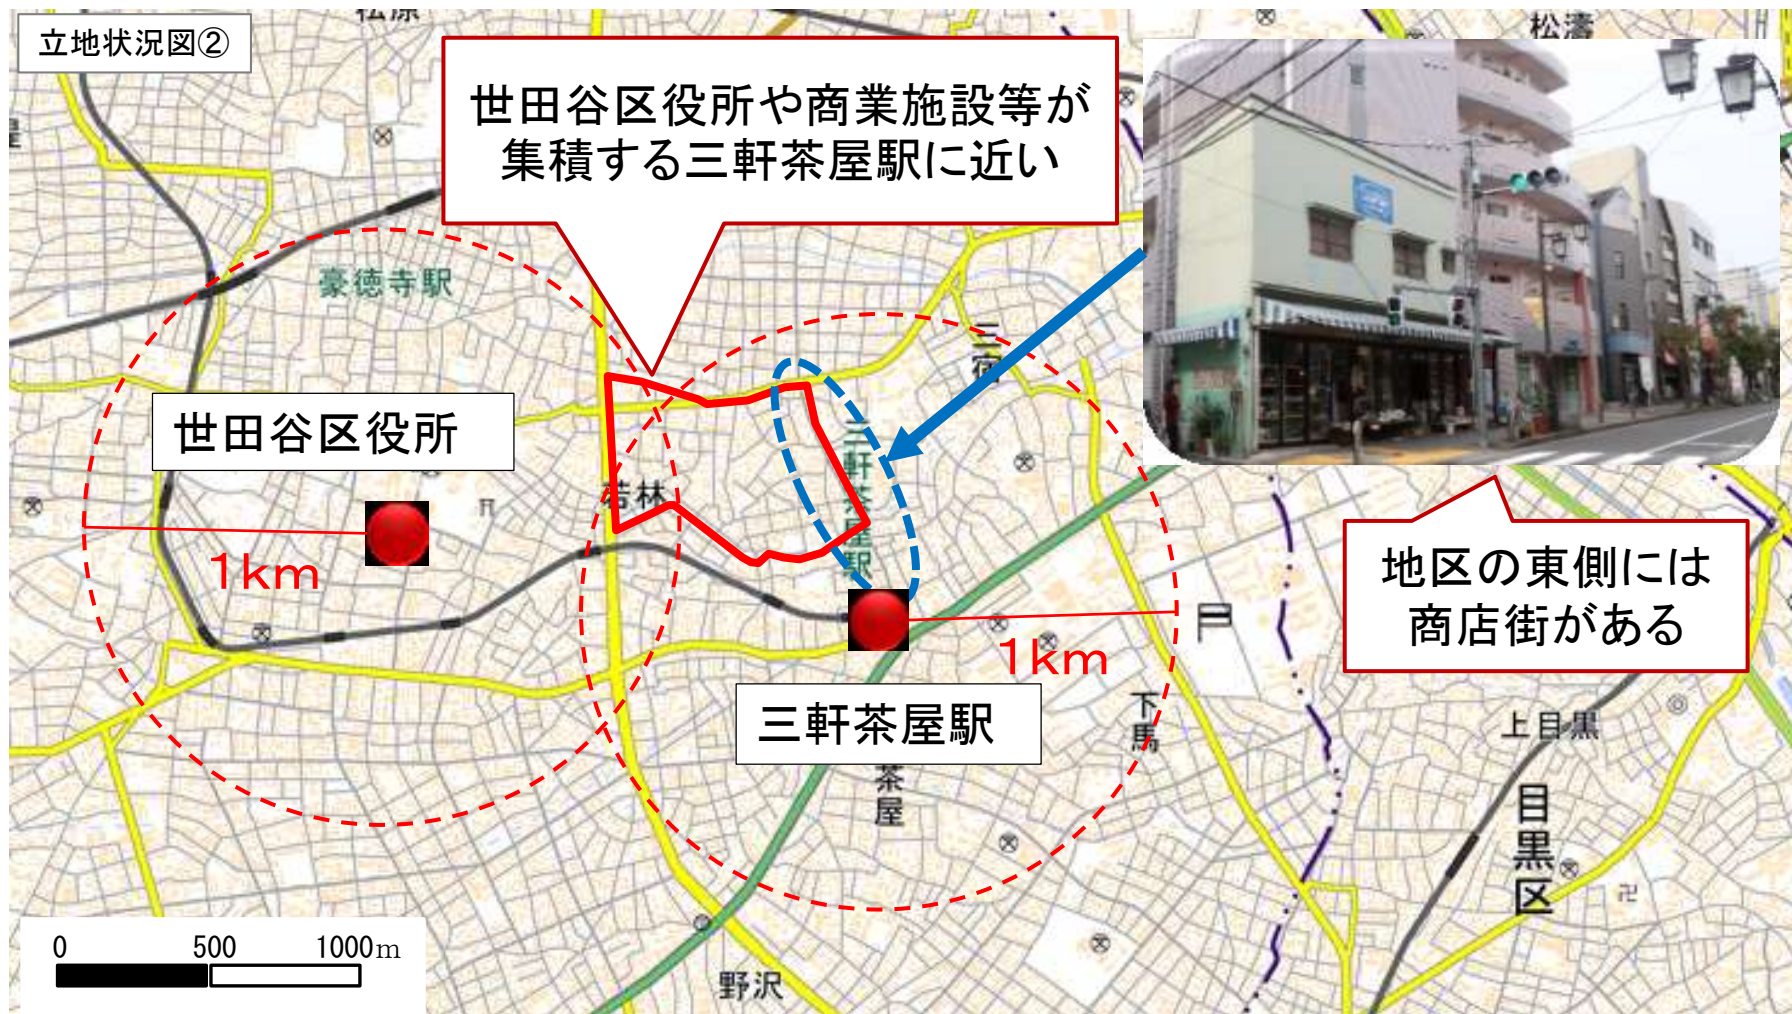 立地状況図②
松原
松濤
世田谷区役所や商業施設等が
集積する三軒茶屋駅に近い
豪徳寺駅
三宿
世田谷区役所
三軒茶屋駅
若林
1km
1km
地区の東側には
商店街がある
三軒茶屋駅
下馬
上目黒
茶屋
目黒区
野沢
0 500 1000m